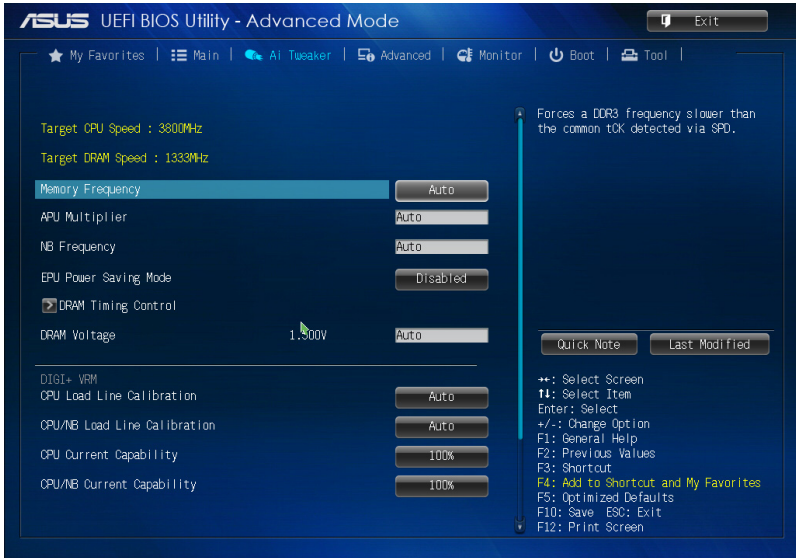 ASUS UEFI BIOS Utility - Advanced Mode
Exit
My Favorites | Main | Ai Tweaker | Advanced | Monitor | Boot | Tool |
Target CPU Speed : 3800MHz
Target DRAM Speed : 1333MHz
Memory Frequency Auto
APU Multiplier Auto
NB Frequency Auto
EPU Power Saving Mode Disabled
> DRAM Timing Control
DRAM Voltage Auto
DIGI+ VRM
CPU Load Line Calibration Auto
CPU/NB Load Line Calibration Auto
CPU Current Capability 100%
CPU/NB Current Capability 100%
Forces a DDR3 frequency slower than
the common tCK detected via SPD.
Quick Note Last Modified
→←: Select Screen
↑↓: Select Item
Enter: Select
+/-: Change Option
F1: General Help
F2: Previous Values
F3: Shortcut
F4: Add to Shortcut and My Favorites
F5: Optimized Defaults
F10: Save ESC: Exit
F12: Print Screen